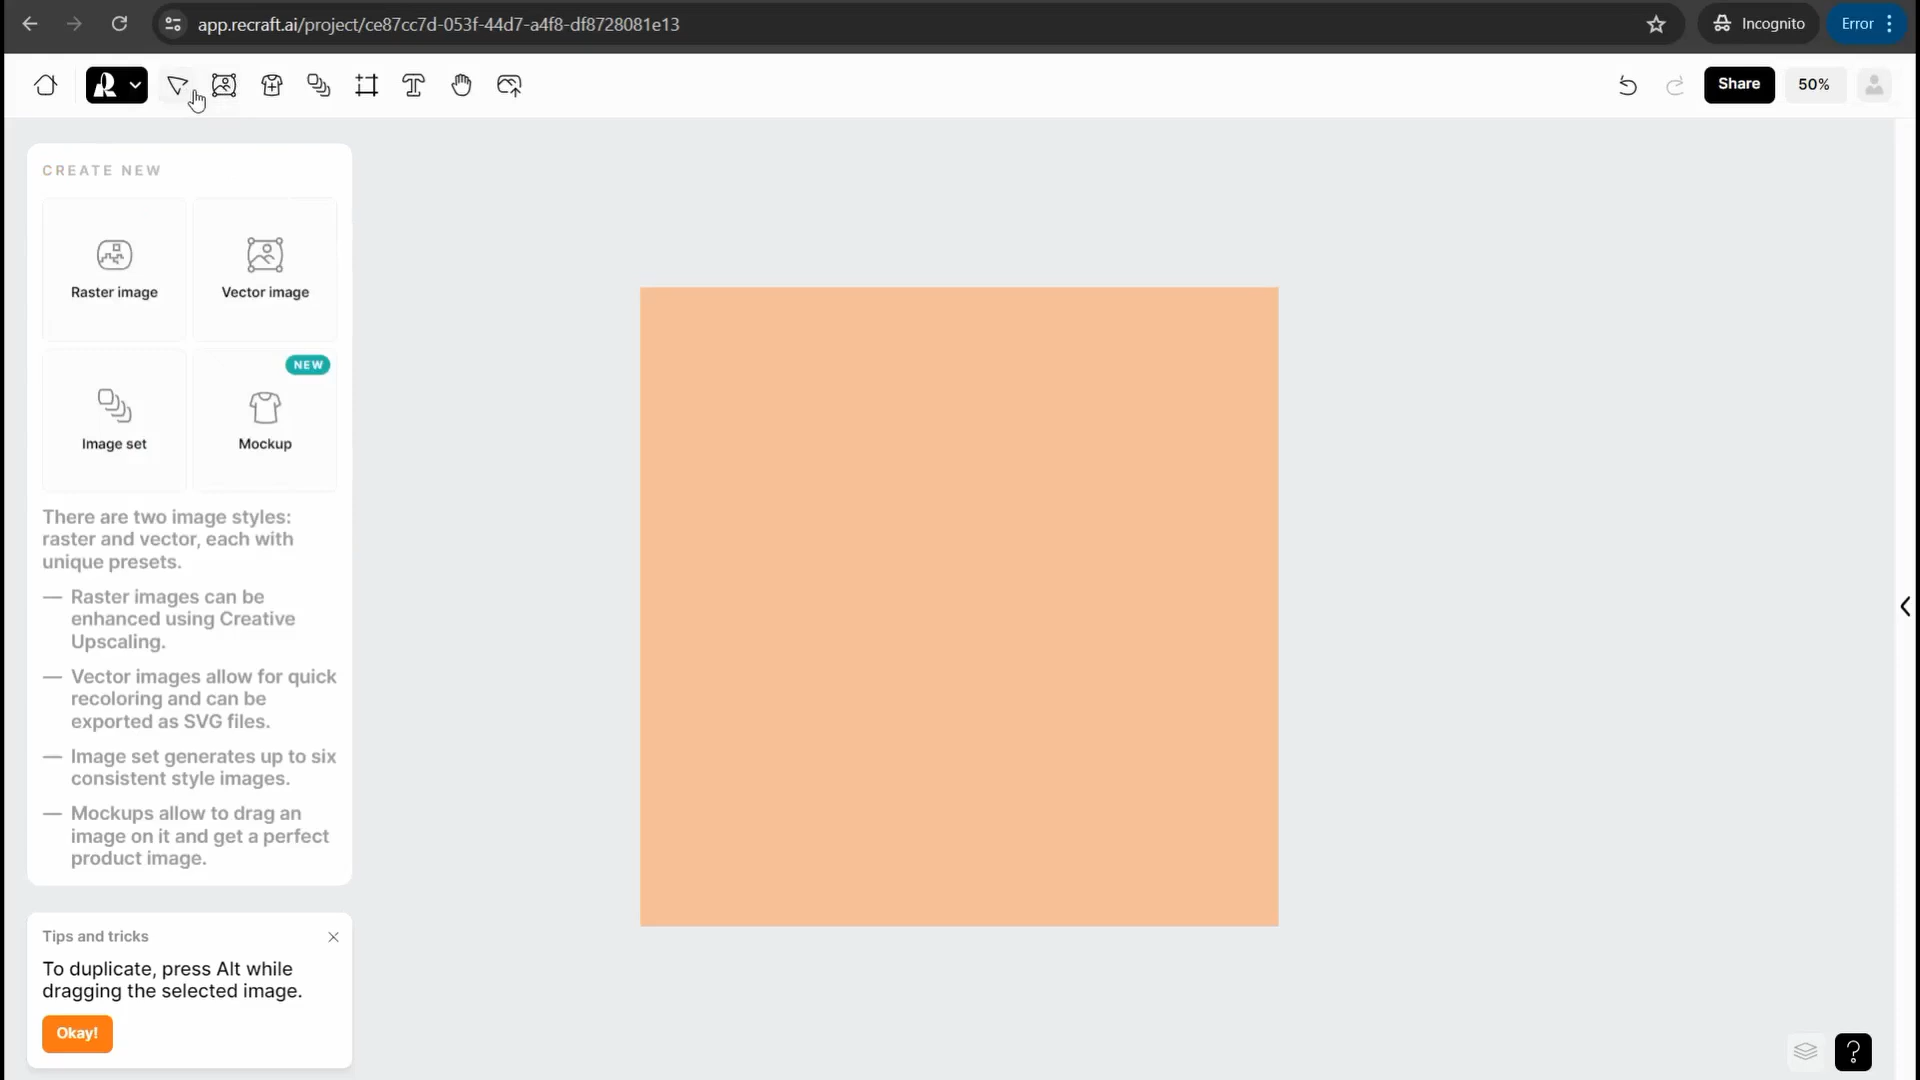 app.recraft.ai/project/ce87cc7d-053f-44d7-a4f8-df8728081e13
Incognito
Error
Share
50%
CREATE NEW
Raster image
Vector image
NEW
Image set
Mockup
There are two image styles:
raster and vector, each with
unique presets.
— Raster images can be
enhanced using Creative
Upscaling.
— Vector images allow for quick
recoloring and can be
exported as SVG files.
— Image set generates up to six
consistent style images.
— Mockups allow to drag an
image on it and get a perfect
product image.
Tips and tricks
To duplicate, press Alt while
dragging the selected image.
Okay!
?